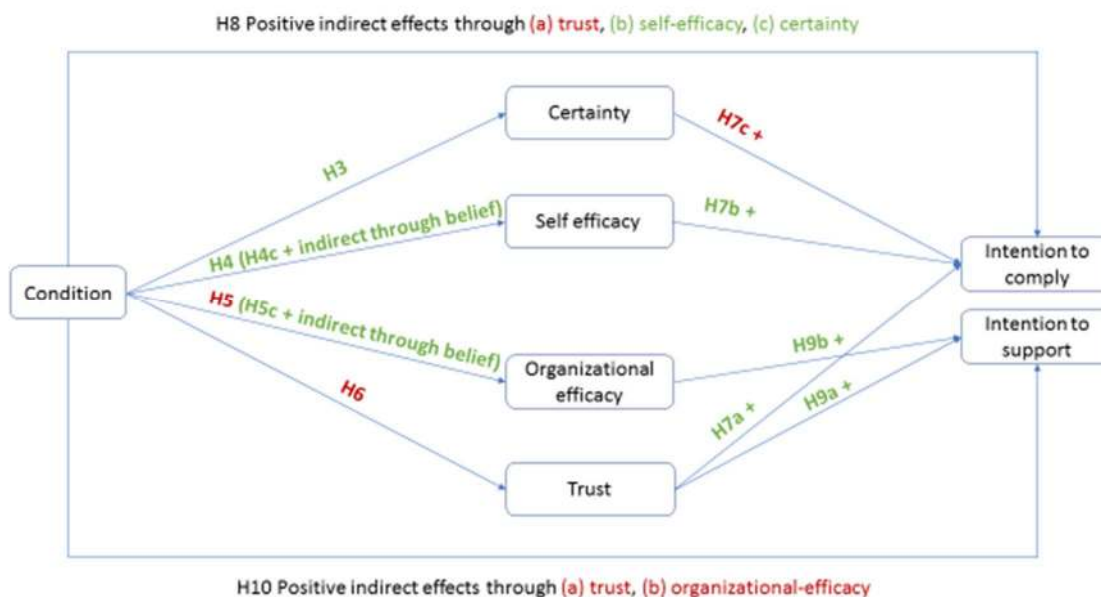 H8 Positive indirect effects through (a) trust, (b) self-efficacy, (c) certainty
Certainty
H7c +
H3
Self efficacy
H7b +
H4 (H4c + indirect through belief)
Condition
Intention to
comply
H5 (H5c + indirect through belief)
Intention to
support
H9b +
Organizational
efficacy
H6
H7a +
H9a +
Trust
H10 Positive indirect effects through (a) trust, (b) organizational-efficacy